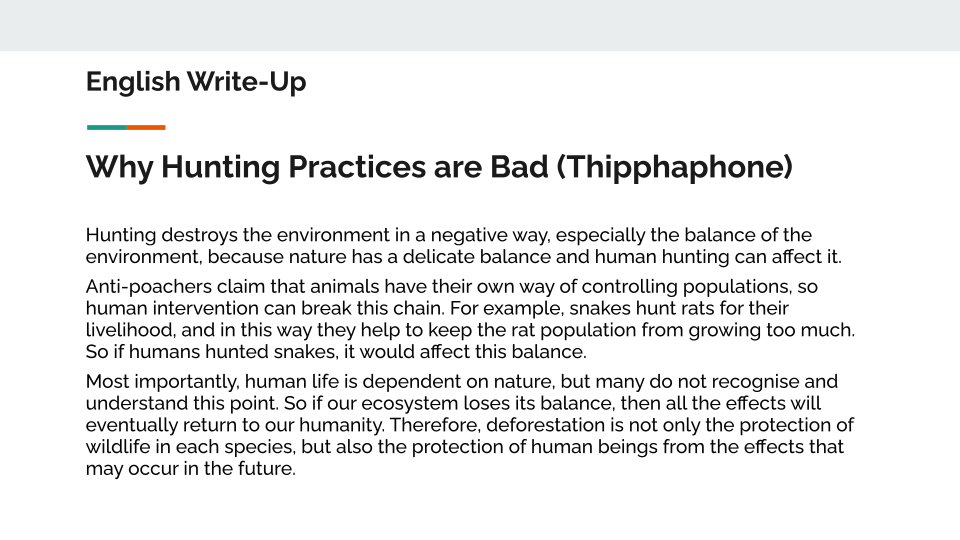 English Write-Up
Why Hunting Practices are Bad (Thipphaphone)
Hunting destroys the environment in a negative way, especially the balance of the
environment, because nature has a delicate balance and human hunting can affect it.
Anti-poachers claim that animals have their own way of controlling populations, so
human intervention can break this chain. For example, snakes hunt rats for their
livelihood, and in this way they help to keep the rat population from growing too much.
So if humans hunted snakes, it would affect this balance.
Most importantly, human life is dependent on nature, but many do not recognise and
understand this point. So if our ecosystem loses its balance, then all the effects will
eventually return to our humanity. Therefore, deforestation is not only the protection of
wildlife in each species, but also the protection of human beings from the effects that
may occur in the future.